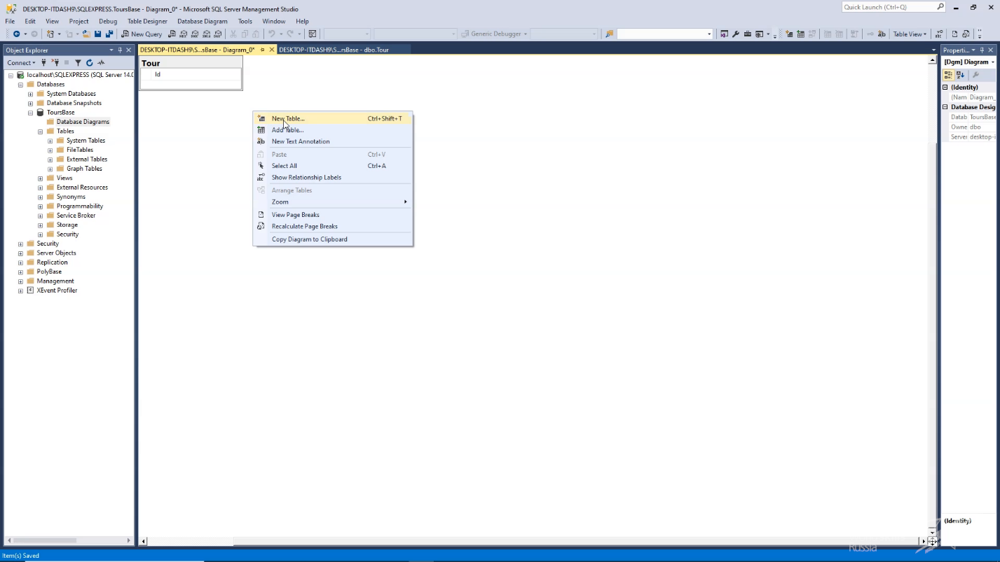 DESKTOP-ITDASH9\SQLEXPRESS.ToursBase - Diagram_0* - Microsoft SQL Server Management Studio
Quick Launch (Ctrl+Q)
File Edit View Project Debug Table Designer Database Diagram Tools Window Help
New Query
Generic Debugger
Table View
Object Explorer
DESKTOP-ITDASH9\S...sBase - Diagram_0*
DESKTOP-ITDASH9\S...rsBase - dbo.Tour
Properti...
Connect
[Dgm] Diagram
localhost\SQLEXPRESS (SQL Server 14.0
Databases
System Databases
Database Snapshots
ToursBase
Database Diagrams
Tables
System Tables
FileTables
External Tables
Graph Tables
Views
External Resources
Synonyms
Programmability
Service Broker
Storage
Security
Security
Server Objects
Replication
PolyBase
Management
XEvent Profiler
Tour
Id
New Table... Ctrl+Shift+T
Add Table...
New Text Annotation
Paste Ctrl+V
Select All Ctrl+A
Show Relationship Labels
Arrange Tables
Zoom
View Page Breaks
Recalculate Page Breaks
Copy Diagram to Clipboard
(Identity)
(Nam Diagram_
Database Desig
Data ToursBase
Owne dbo
Server desktop-i
(Identity)
Russia
Item(s) Saved